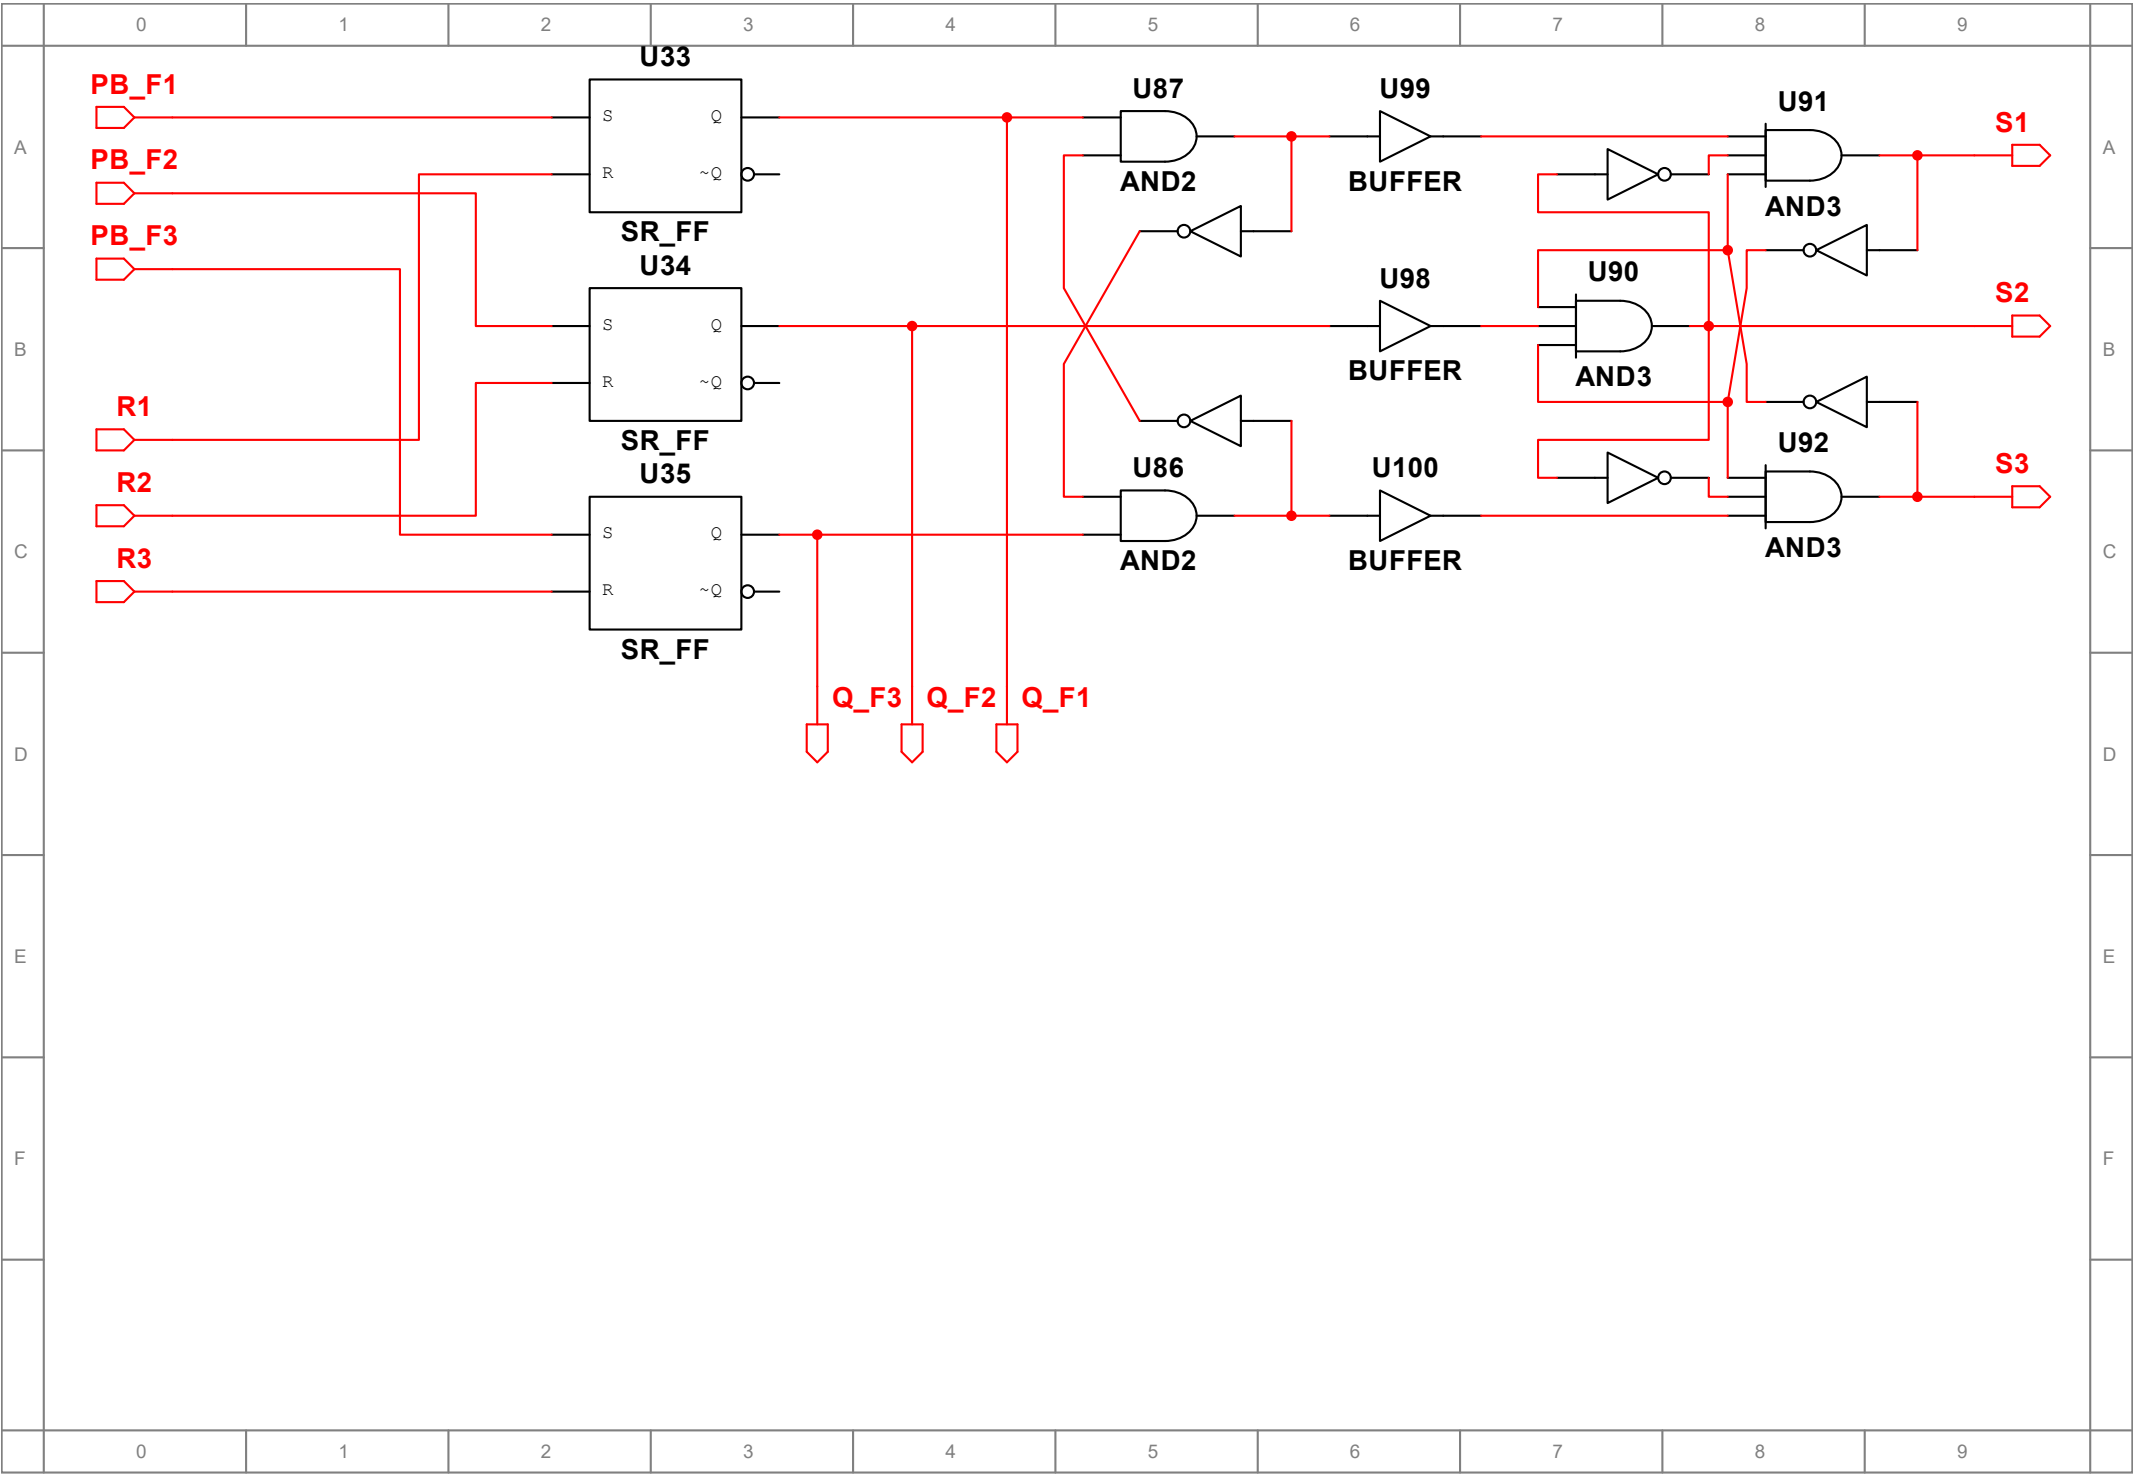 0 1 2 3 4 5 6 7 8 9
U33
PB_F1
S Q
R ~Q
SR_FF
PB_F2
PB_F3
U34
S Q
R ~Q
SR_FF
R1
R2
R3
U35
S Q
R ~Q
SR_FF
Q_F3 Q_F2 Q_F1
U87
AND2
U99
BUFFER
U91
AND3
S1
U98
BUFFER
U90
AND3
S2
U86
AND2
U100
BUFFER
U92
AND3
S3
A A
B B
C C
D D
E E
F F
0 1 2 3 4 5 6 7 8 9